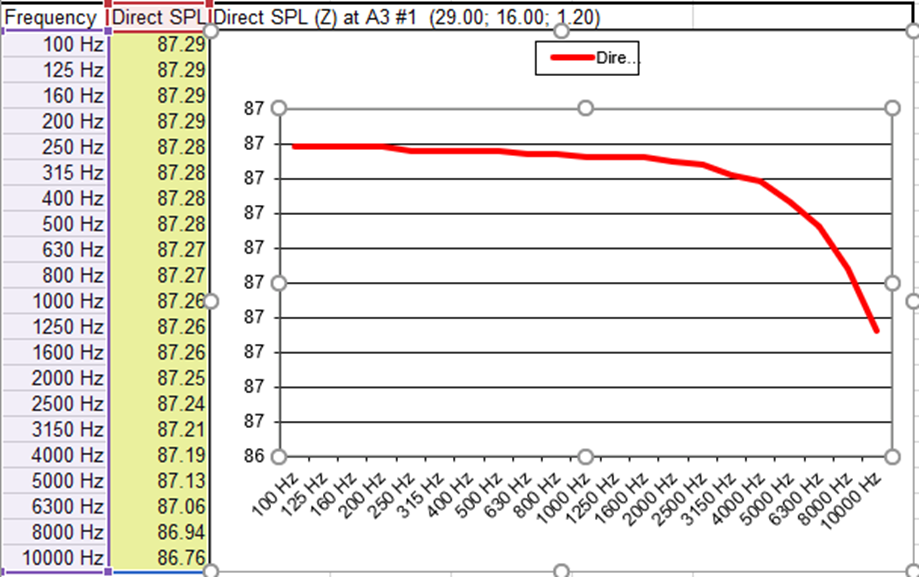 Frequency Direct SPL Direct SPL (Z) at A3 #1 (29.00; 16.00; 1.20)
100 Hz 87.29
125 Hz 87.29
160 Hz 87.29
200 Hz 87.29
250 Hz 87.28
315 Hz 87.28
400 Hz 87.28
500 Hz 87.28
630 Hz 87.27
800 Hz 87.27
1000 Hz 87.26
1250 Hz 87.26
1600 Hz 87.26
2000 Hz 87.25
2500 Hz 87.24
3150 Hz 87.21
4000 Hz 87.19
5000 Hz 87.13
6300 Hz 87.06
8000 Hz 86.94
10000 Hz 86.76
Dire...
87
87
87
87
87
87
87
87
87
87
86
100 Hz
125 Hz
160 Hz
200 Hz
250 Hz
315 Hz
400 Hz
500 Hz
630 Hz
800 Hz
1000 Hz
1250 Hz
1600 Hz
2000 Hz
2500 Hz
3150 Hz
4000 Hz
5000 Hz
6300 Hz
8000 Hz
10000 Hz